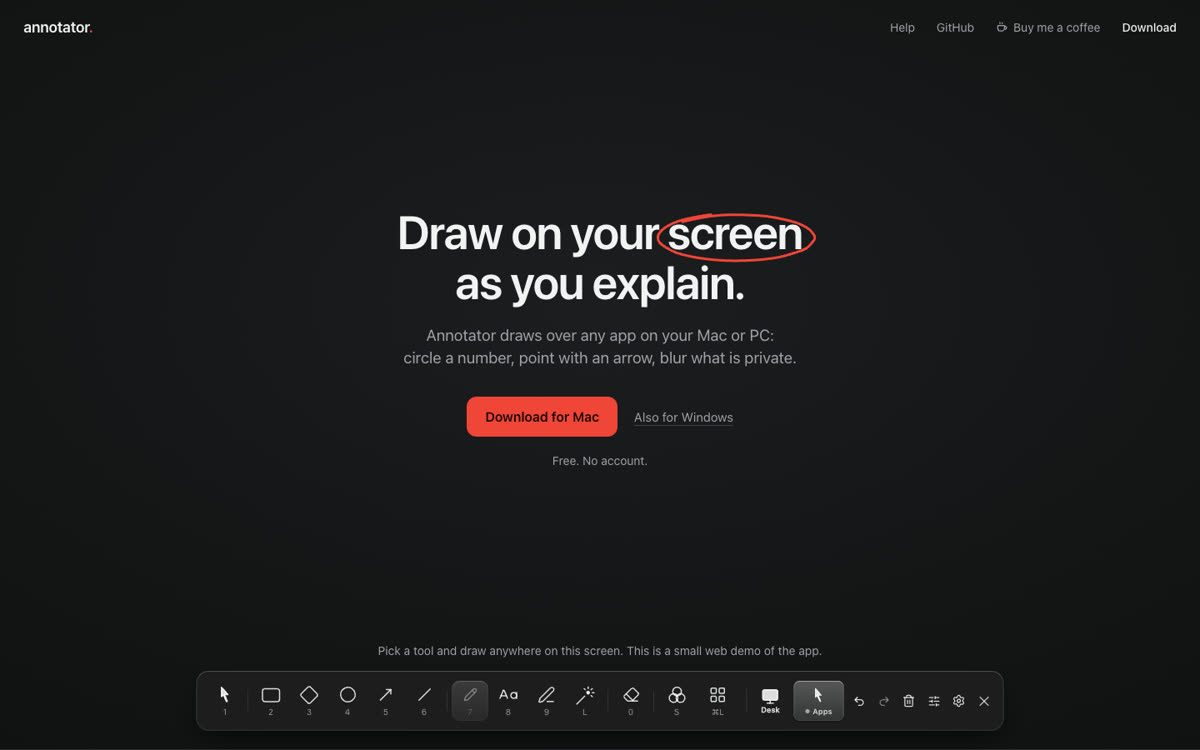 annotator.
Help
GitHub
Buy me a coffee
Download
Draw on your screen
as you explain.
Annotator draws over any app on your Mac or PC:
circle a number, point with an arrow, blur what is private.
Download for Mac
Also for Windows
Free. No account.
Pick a tool and draw anywhere on this screen. This is a small web demo of the app.
1
2
3
4
5
6
7
Aa
8
9
L
0
S
⌘L
Desk
Apps